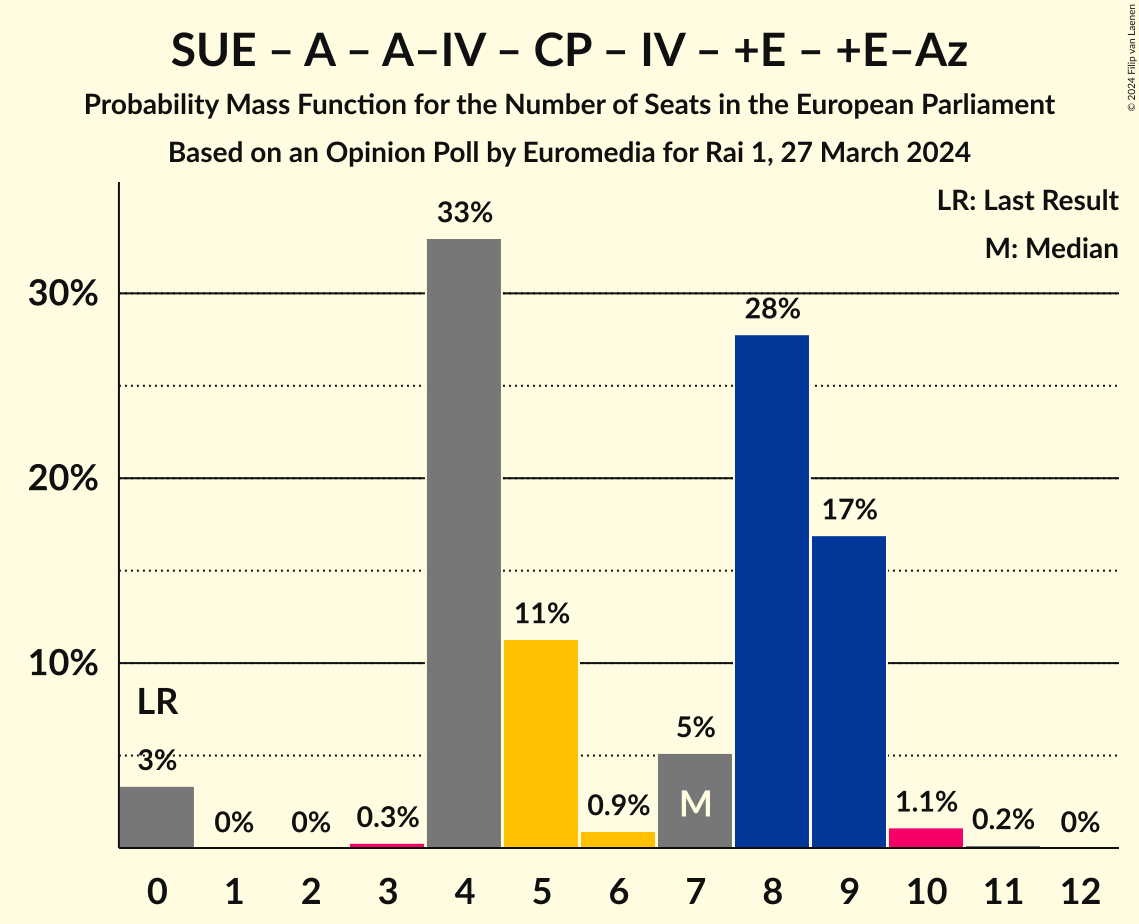 SUE – A – A–IV – CP – IV – +E – +E–Az
Probability Mass Function for the Number of Seats in the European Parliament
Based on an Opinion Poll by Euromedia for Rai 1, 27 March 2024
© 2024 Filip van Laenen
LR: Last Result
M: Median
33%
30%
28%
20%
17%
11%
10%
LR
5%
3%
M
0.9%
1.1%
0.3%
0.2%
0%
0%
0%
0 1 2 3 4 5 6 7 8 9 10 11 12